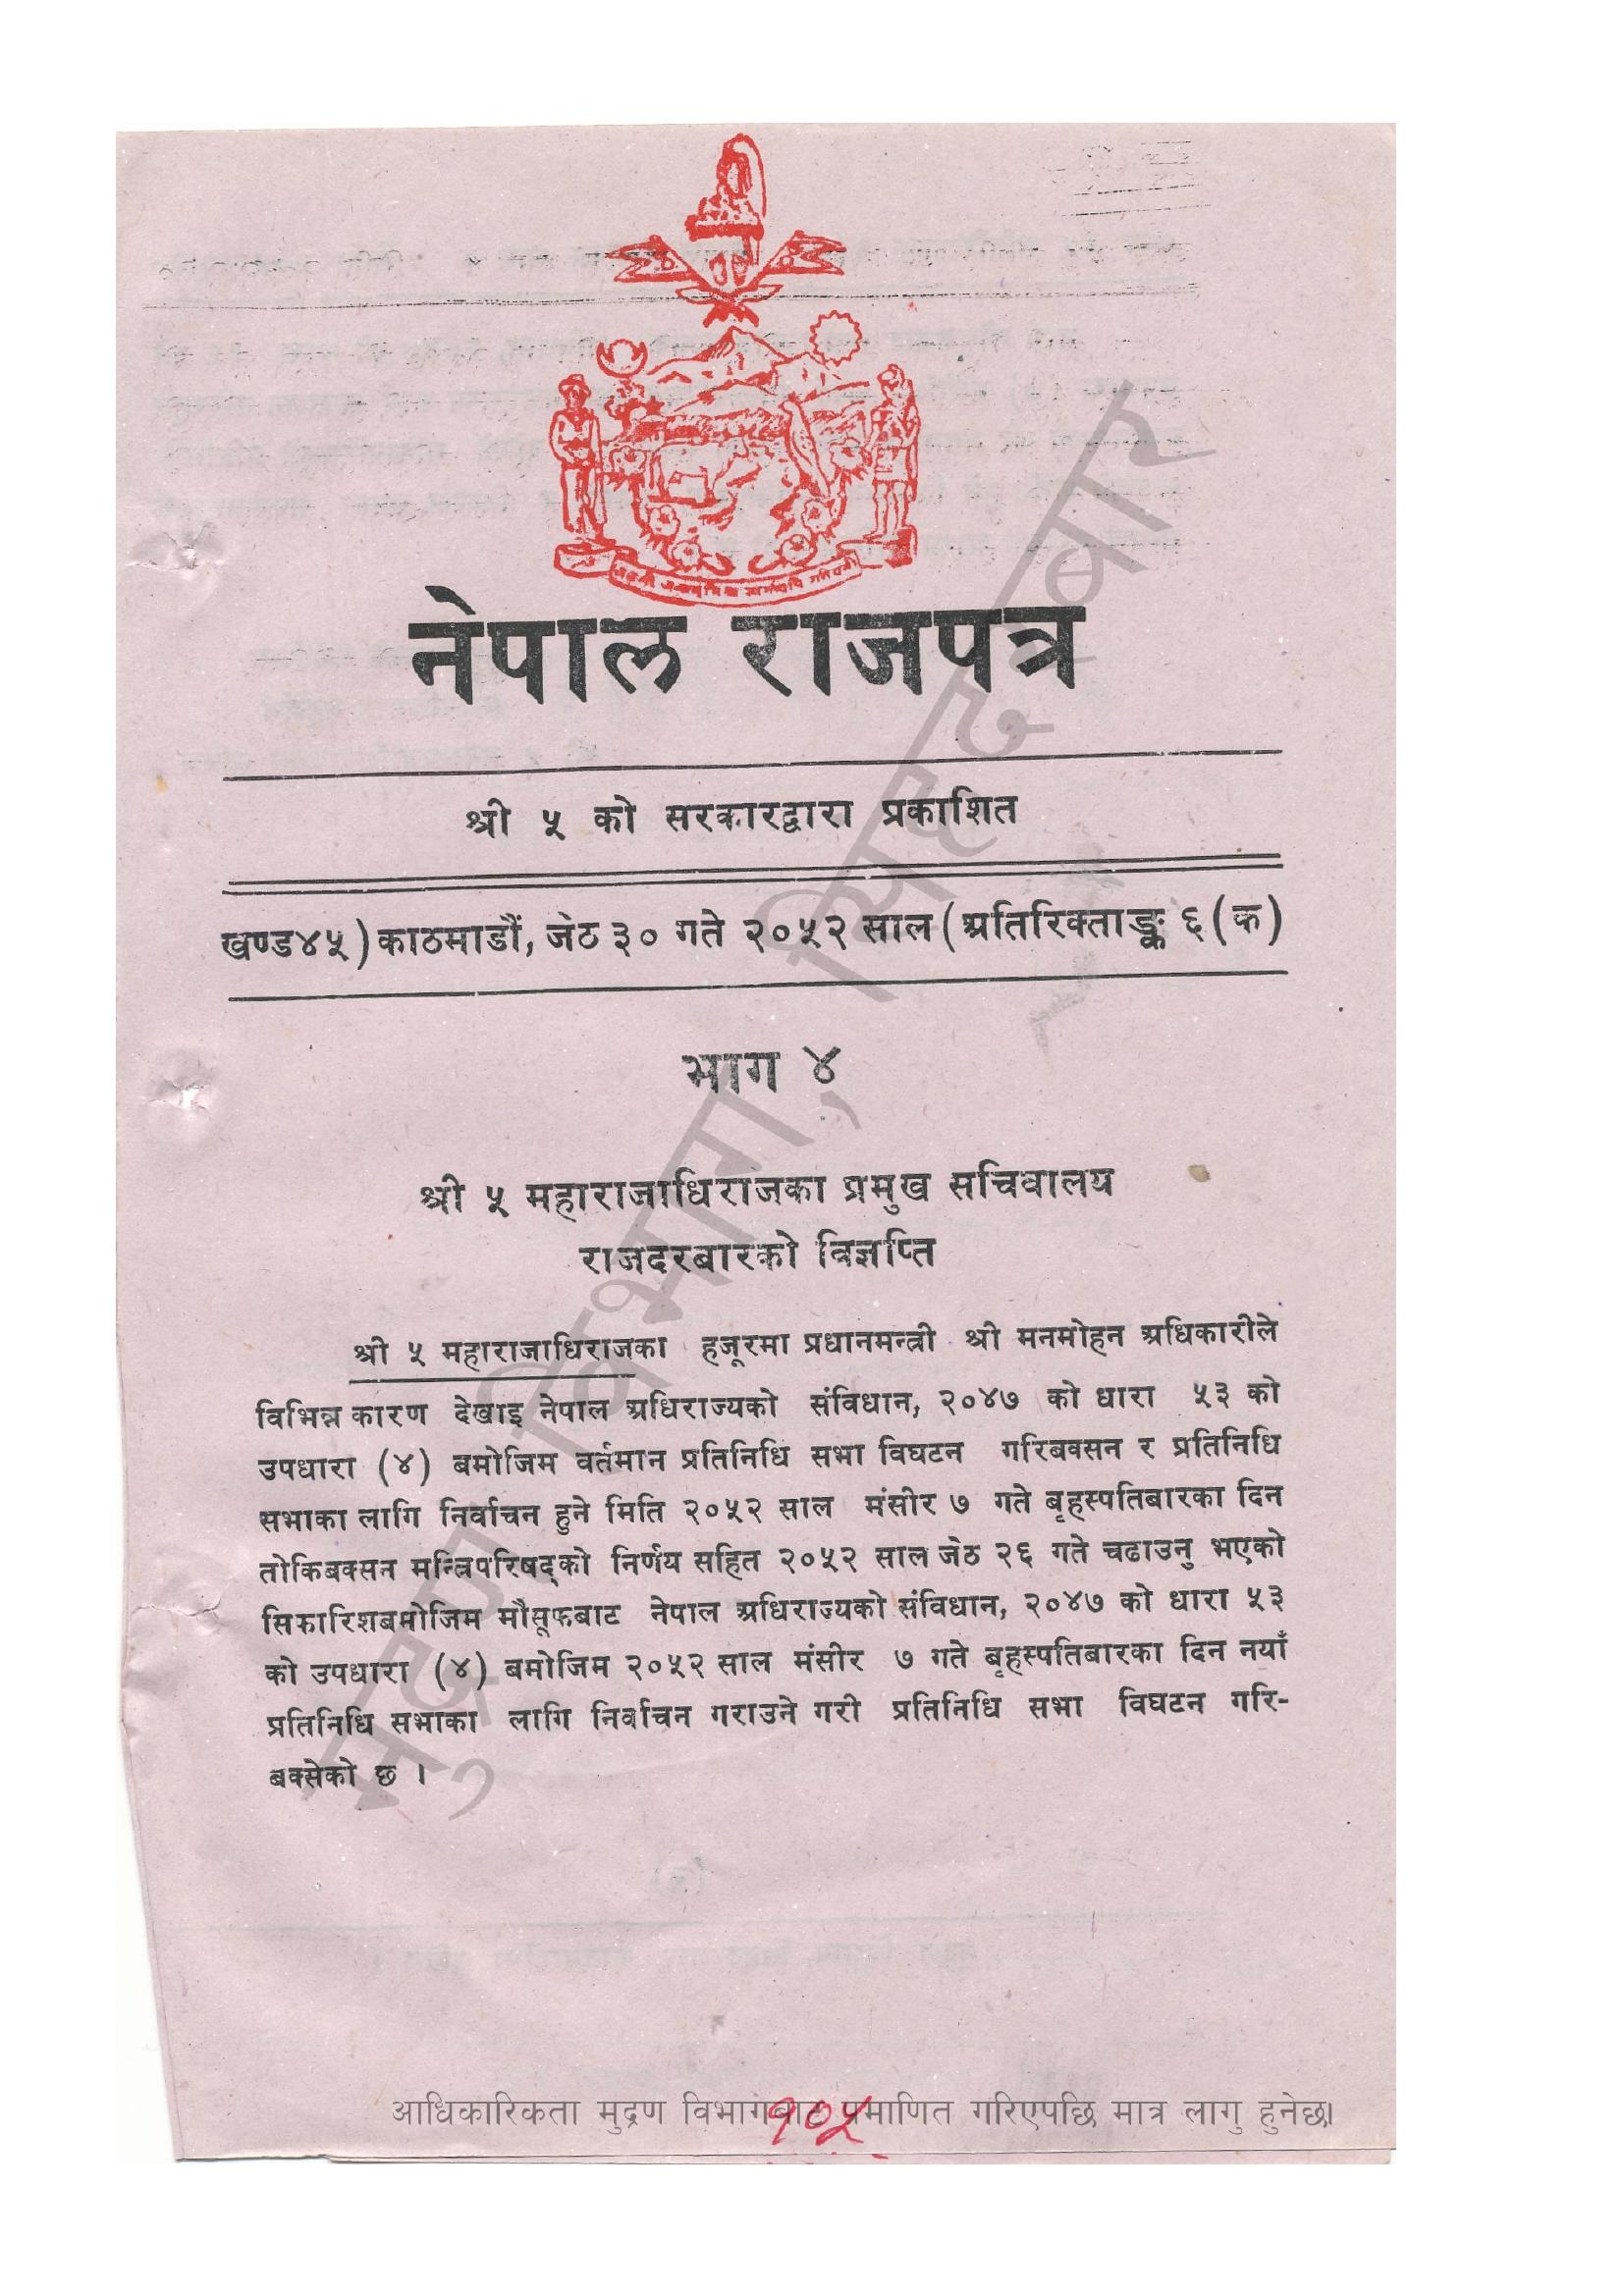 नेपाल राजपत्र
श्री ५ को सरकारद्वारा प्रकाशित
खण्ड४५) काठमाडौं, जेठ ३० गते २०५२ साल (अतिरिक्ताङ्क ६(क)
भाग ४
श्री ५ महाराजाधिराजका प्रमुख सचिवालय
राजदरबारको विज्ञप्ति
श्री ५ महाराजाधिराजका हजूरमा प्रधानमन्त्री श्री मनमोहन अधिकारीले
विभिन्न कारण देखाइ नेपाल अधिराज्यको संविधान, २०४७ को धारा ५३ को
उपधारा (४) बमोजिम वर्तमान प्रतिनिधि सभा विघटन गरिबक्सन र प्रतिनिधि
सभाका लागि निर्वाचन हुने मिति २०५२ साल मंसीर ७ गते बृहस्पतिबारका दिन
तोकिबक्सन मन्त्रिपरिषद्को निर्णय सहित २०५२ साल जेठ २६ गते चढाउनु भएको
सिफारिशबमोजिम मौसूफबाट नेपाल अधिराज्यको संविधान, २०४७ को धारा ५३
को उपधारा (४) बमोजिम २०५२ साल मंसीर ७ गते बृहस्पतिबारका दिन नयाँ
प्रतिनिधि सभाका लागि निर्वाचन गराउने गरी प्रतिनिधि सभा विघटन गरि-
बक्सेको छ ।
मुद्रण विभाग, सिंहदरबार
आधिकारिकता मुद्रण विभागबाट प्रमाणित गरिएपछि मात्र लागु हुनेछ।
१०५